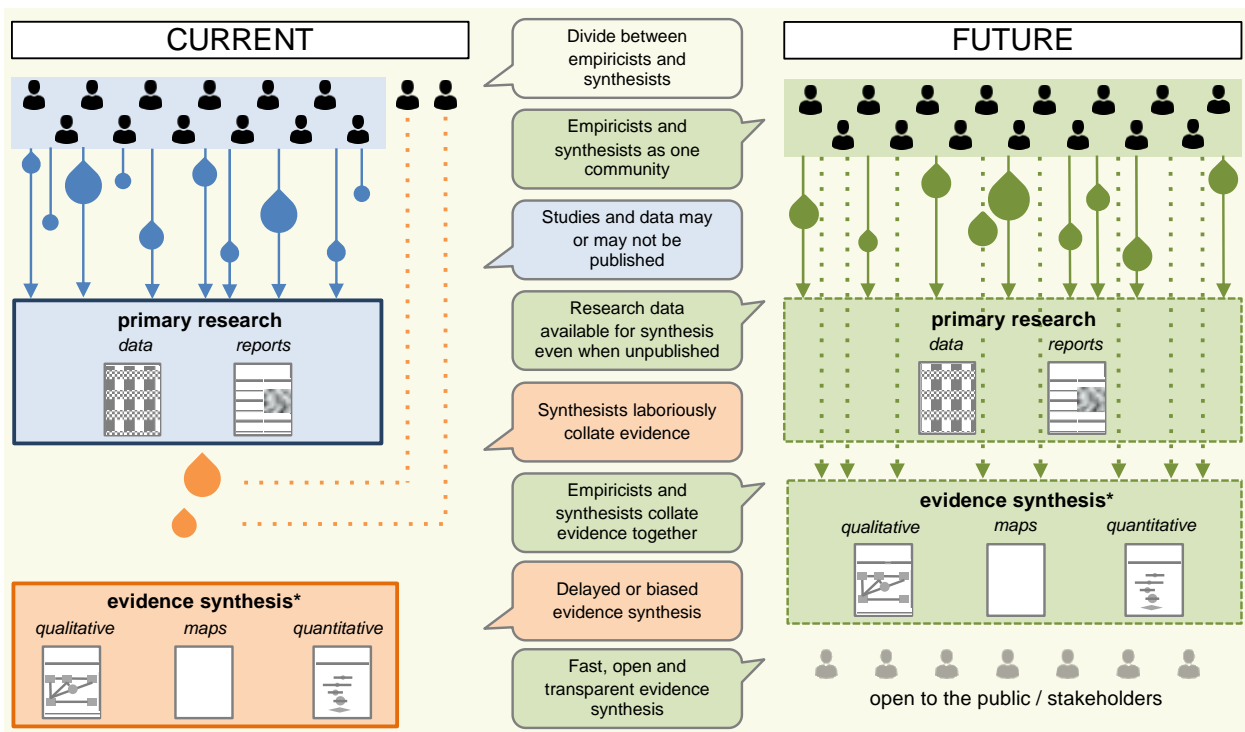 CURRENT
FUTURE
Divide between
empiricists and
synthesists
Empiricists and
synthesists as one
community
Studies and data may
or may not be
published
Research data
available for synthesis
even when unpublished
Synthesists laboriously
collate evidence
Empiricists and
synthesists collate
evidence together
Delayed or biased
evidence synthesis
Fast, open and
transparent evidence
synthesis
primary research
data
reports
evidence synthesis*
qualitative
maps
quantitative
primary research
data
reports
evidence synthesis*
qualitative
maps
quantitative
open to the public / stakeholders